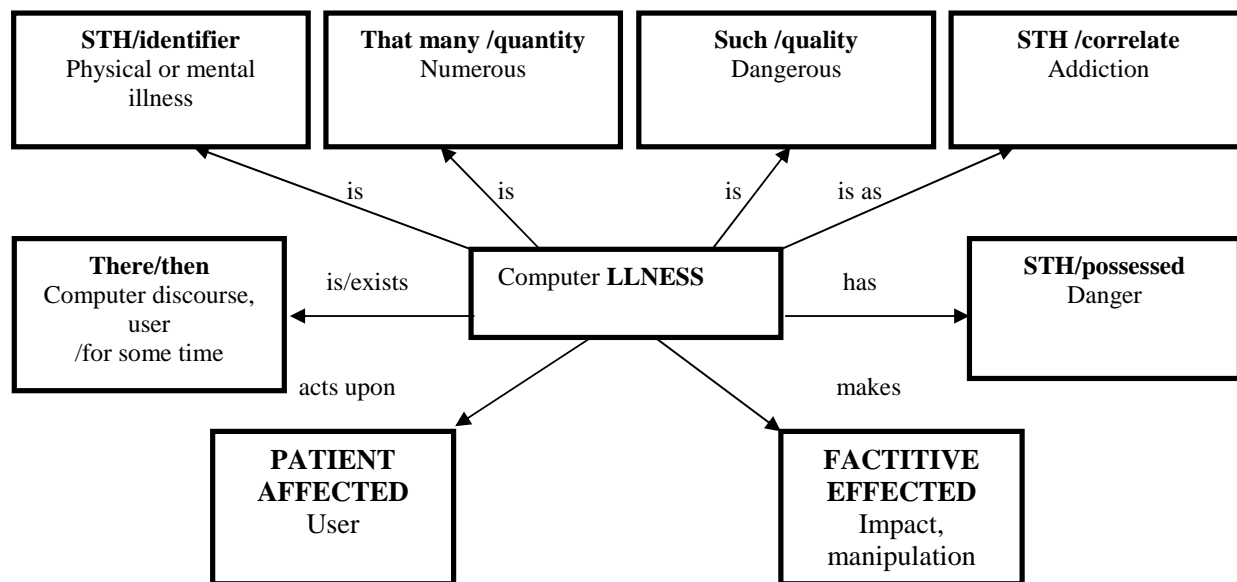 STH/identifier
Physical or mental
illness
That many /quantity
Numerous
Such /quality
Dangerous
STH /correlate
Addiction
is
is
is
is as
There/then
Computer discourse,
user
/for some time
is/exists
Computer LLNESS
has
STH/possessed
Danger
acts upon
makes
PATIENT
AFFECTED
User
FACTITIVE
EFFECTED
Impact,
manipulation